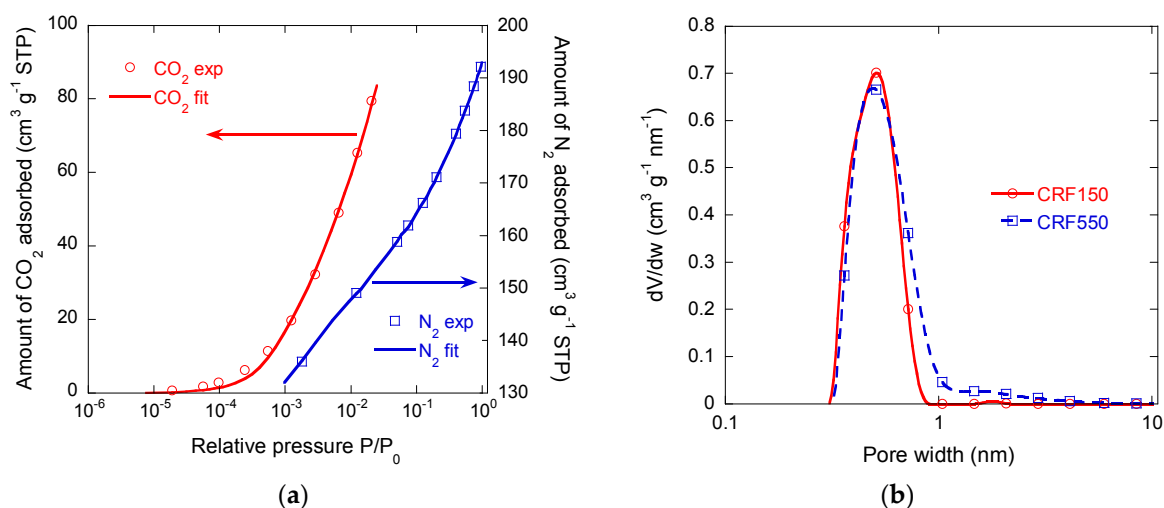 100
80
60
40
20
0
Amount of CO2 adsorbed (cm3 g-1 STP)
CO2 exp
CO2 fit
N2 exp
N2 fit
200
190
180
170
160
150
140
130
Amount of N2 adsorbed (cm3 g-1 STP)
10-6 10-5 10-4 10-3 10-2 10-1 100
Relative pressure P/P0
(a)
0.8
0.7
0.6
0.5
0.4
0.3
0.2
0.1
0
dV/dw (cm3 g-1 nm-1)
CRF150
CRF550
0.1 1 10
Pore width (nm)
(b)